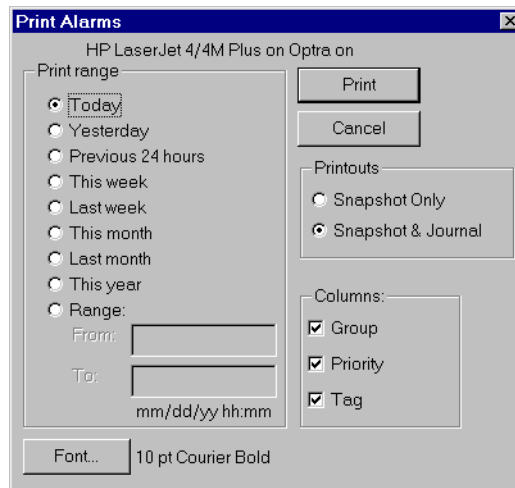 Print Alarms
HP LaserJet 4/4M Plus on Optra on
Print range
Today
Yesterday
Previous 24 hours
This week
Last week
This month
Last month
This year
Range:
From:
To:
mm/dd/yy hh:mm
Print
Cancel
Printouts
Snapshot Only
Snapshot & Journal
Columns:
Group
Priority
Tag
Font... 10 pt Courier Bold